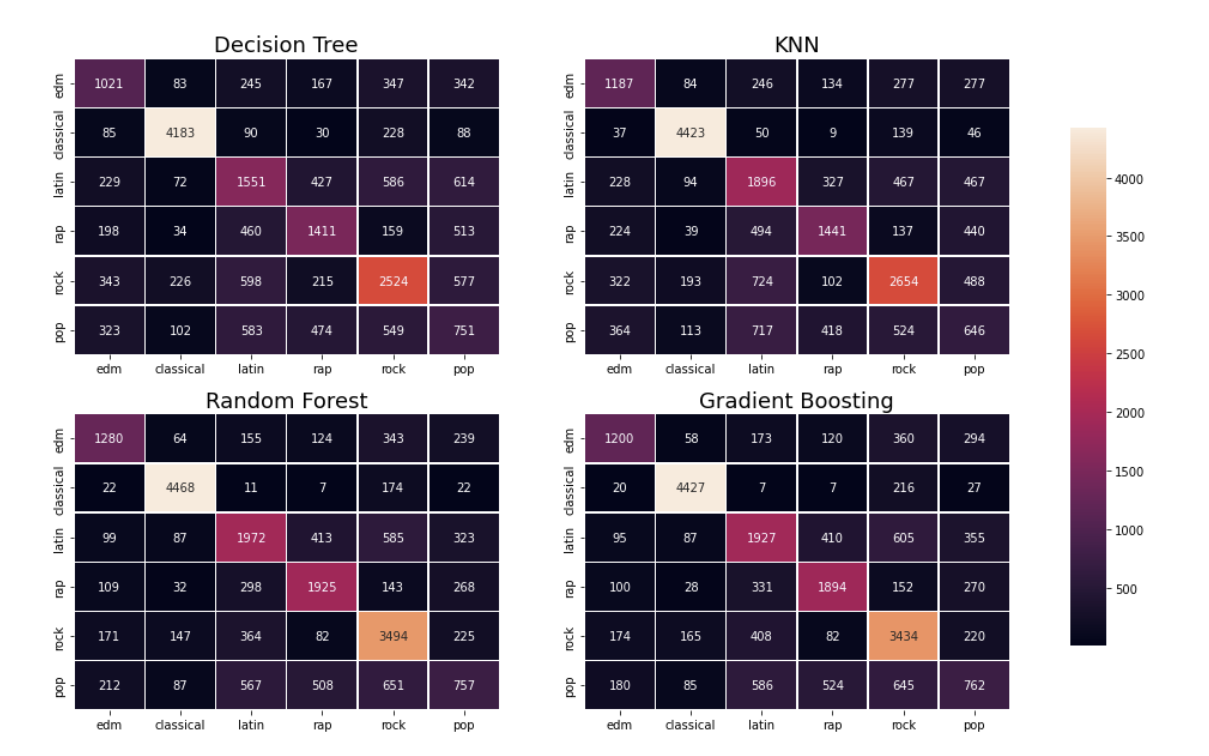 Decision Tree
edm 1021 83 245 167 347 342
classical 85 4183 90 30 228 88
latin 229 72 1551 427 586 614
rap 198 34 460 1411 159 513
rock 343 226 598 215 2524 577
pop 323 102 583 474 549 751
edm classical latin rap rock pop
KNN
edm 1187 84 246 134 277 277
classical 37 4423 50 9 139 46
latin 228 94 1896 327 467 467
rap 224 39 494 1441 137 440
rock 322 193 724 102 2654 488
pop 364 113 717 418 524 646
edm classical latin rap rock pop
Random Forest
edm 1280 64 155 124 343 239
classical 22 4468 11 7 174 22
latin 99 87 1972 413 585 323
rap 109 32 298 1925 143 268
rock 171 147 364 82 3494 225
pop 212 87 567 508 651 757
edm classical latin rap rock pop
Gradient Boosting
edm 1200 58 173 120 360 294
classical 20 4427 7 7 216 27
latin 95 87 1927 410 605 355
rap 100 28 331 1894 152 270
rock 174 165 408 82 3434 220
pop 180 85 586 524 645 762
edm classical latin rap rock pop
4000
3500
3000
2500
2000
1500
1000
500